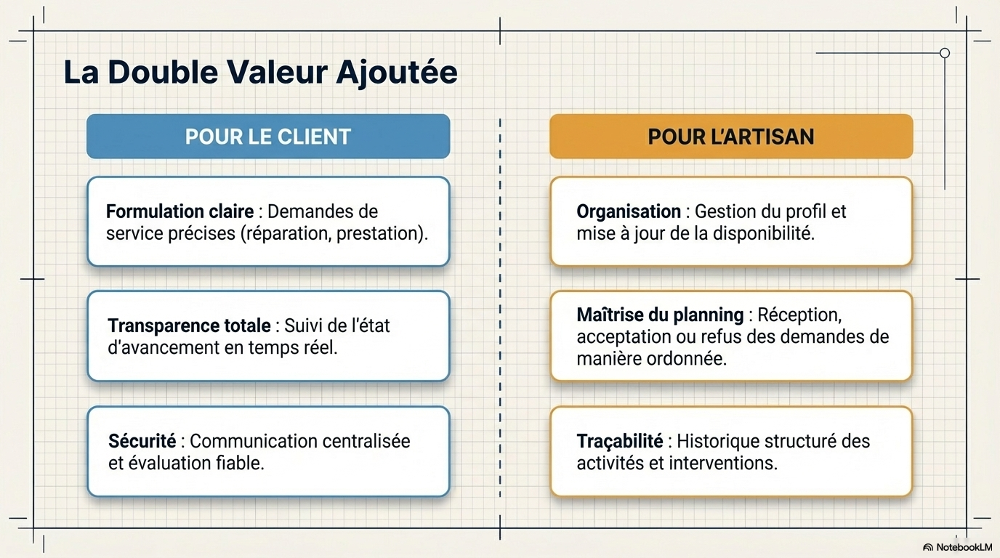 La Double Valeur Ajoutée
POUR LE CLIENT
Formulation claire : Demandes de
service précises (réparation, prestation).
Transparence totale : Suivi de l'état
d'avancement en temps réel.
Sécurité : Communication centralisée
et évaluation fiable.
POUR L'ARTISAN
Organisation : Gestion du profil et
mise à jour de la disponibilité.
Maîtrise du planning : Réception,
acceptation ou refus des demandes de
manière ordonnée.
Traçabilité : Historique structuré des
activités et interventions.
NotebookLM